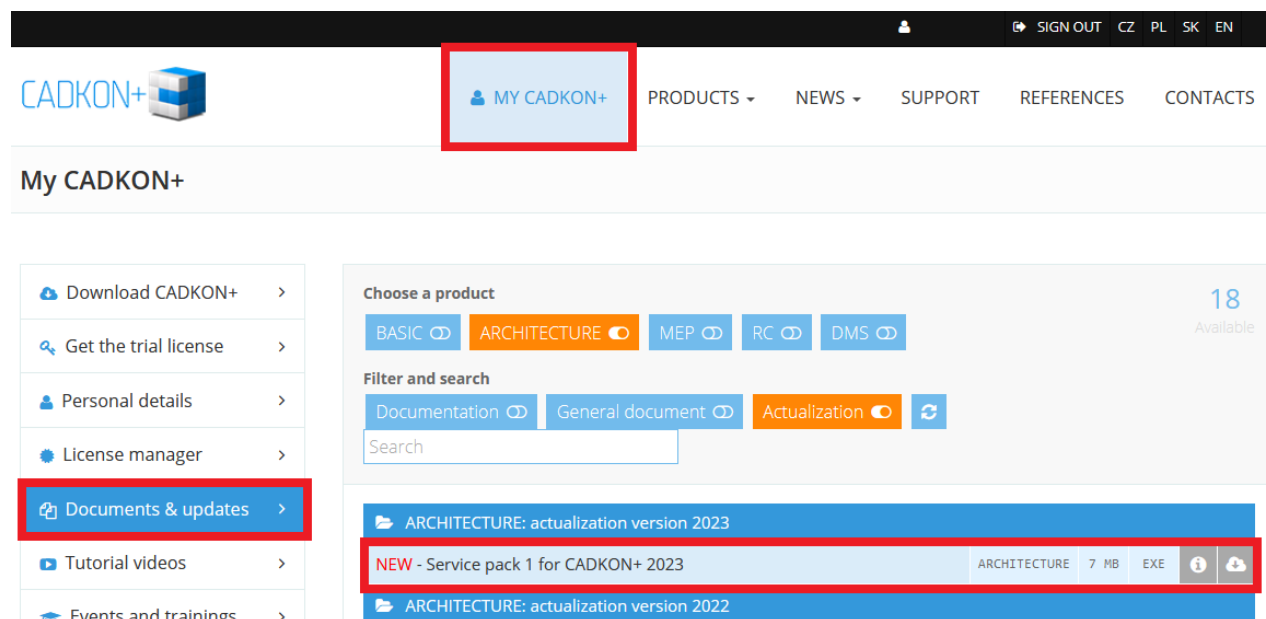 SIGN OUT CZ PL SK EN
CADKON+
MY CADKON+ PRODUCTS NEWS SUPPORT REFERENCES CONTACTS
My CADKON+
Download CADKON+
Get the trial license
Personal details
License manager
Documents & updates
Tutorial videos
Events and trainings
Choose a product
18
Available
BASIC ARCHITECTURE MEP RC DMS
Filter and search
Documentation General document Actualization
Search
ARCHITECTURE: actualization version 2023
NEW - Service pack 1 for CADKON+ 2023 ARCHITECTURE 7 MB EXE
ARCHITECTURE: actualization version 2022